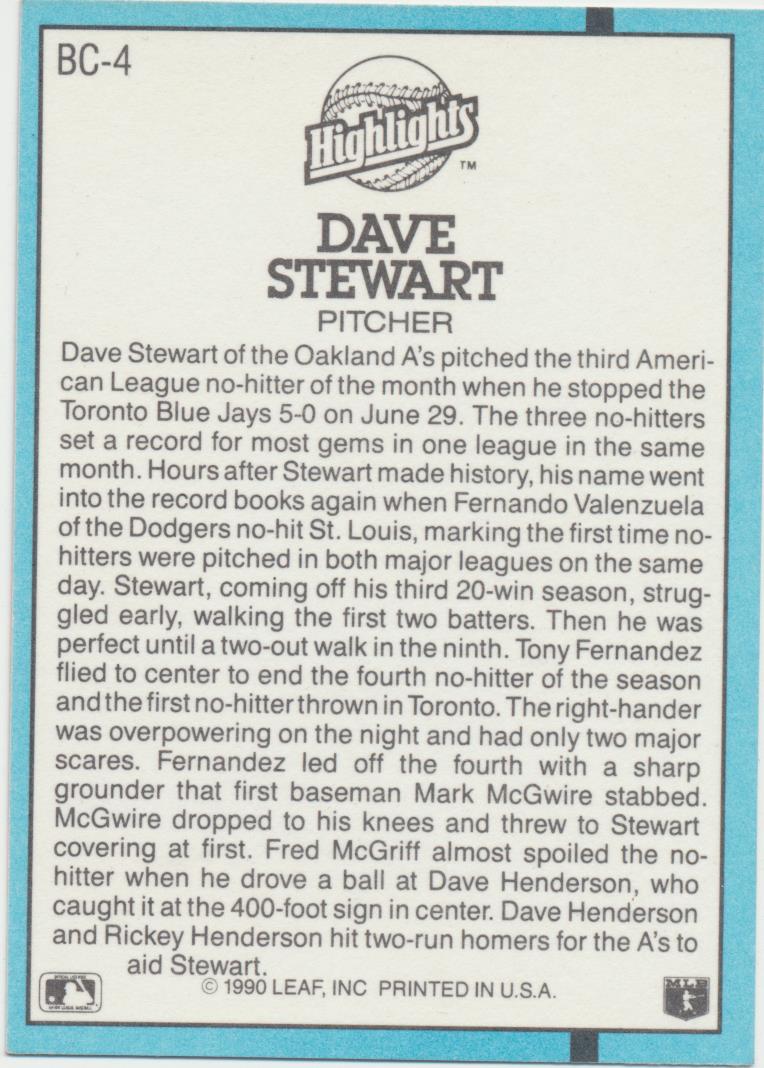 BC-4
Highlights
TM
DAVE
STEWART
PITCHER
Dave Stewart of the Oakland A's pitched the third Ameri-
can League no-hitter of the month when he stopped the
Toronto Blue Jays 5-0 on June 29. The three no-hitters
set a record for most gems in one league in the same
month. Hours after Stewart made history, his name went
into the record books again when Fernando Valenzuela
of the Dodgers no-hit St. Louis, marking the first time no-
hitters were pitched in both major leagues on the same
day. Stewart, coming off his third 20-win season, strug-
gled early, walking the first two batters. Then he was
perfect until a two-out walk in the ninth. Tony Fernandez
flied to center to end the fourth no-hitter of the season
and the first no-hitter thrown in Toronto. The right-hander
was overpowering on the night and had only two major
scares. Fernandez led off the fourth with a sharp
grounder that first baseman Mark McGwire stabbed.
McGwire dropped to his knees and threw to Stewart
covering at first. Fred McGriff almost spoiled the no-
hitter when he drove a ball at Dave Henderson, who
caught it at the 400-foot sign in center. Dave Henderson
and Rickey Henderson hit two-run homers for the A's to
aid Stewart.
© 1990 LEAF, INC PRINTED IN U.S.A.
MLB